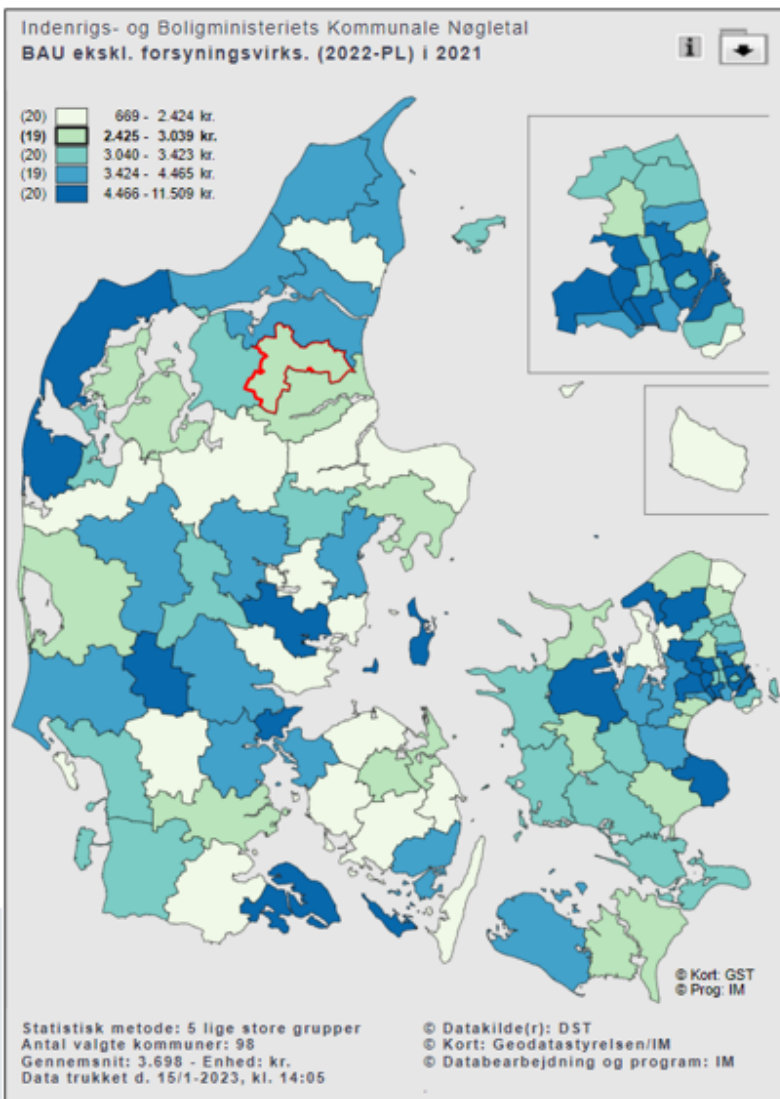 Indenrigs- og Boligministeriets Kommunale Nøgletal
BAU ekskl. forsyningsvirks. (2022-PL) i 2021
i
(20) 669 - 2.424 kr.
(19) 2.425 - 3.039 kr.
(20) 3.040 - 3.423 kr.
(19) 3.424 - 4.465 kr.
(20) 4.466 - 11.509 kr.
© Kort: GST
© Prog: IM
Statistisk metode: 5 lige store grupper
Antal valgte kommuner: 98
Gennemsnit: 3.698 - Enhed: kr.
Data trukket d. 15/1-2023, kl. 14:05
© Datakilde(r): DST
© Kort: Geodatastyrelsen/IM
© Databearbejdning og program: IM